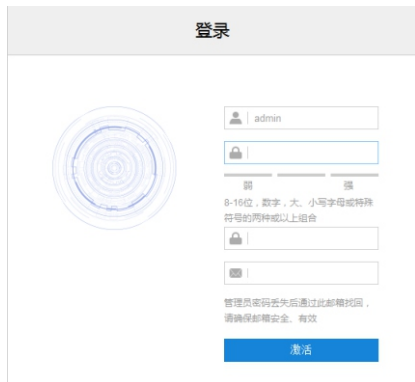 登录
admin
弱 强
8-16位，数字，大、小写字母或特殊
符号的两种或以上组合
管理员密码丢失后通过此邮箱找回，
请确保邮箱安全、有效
激活